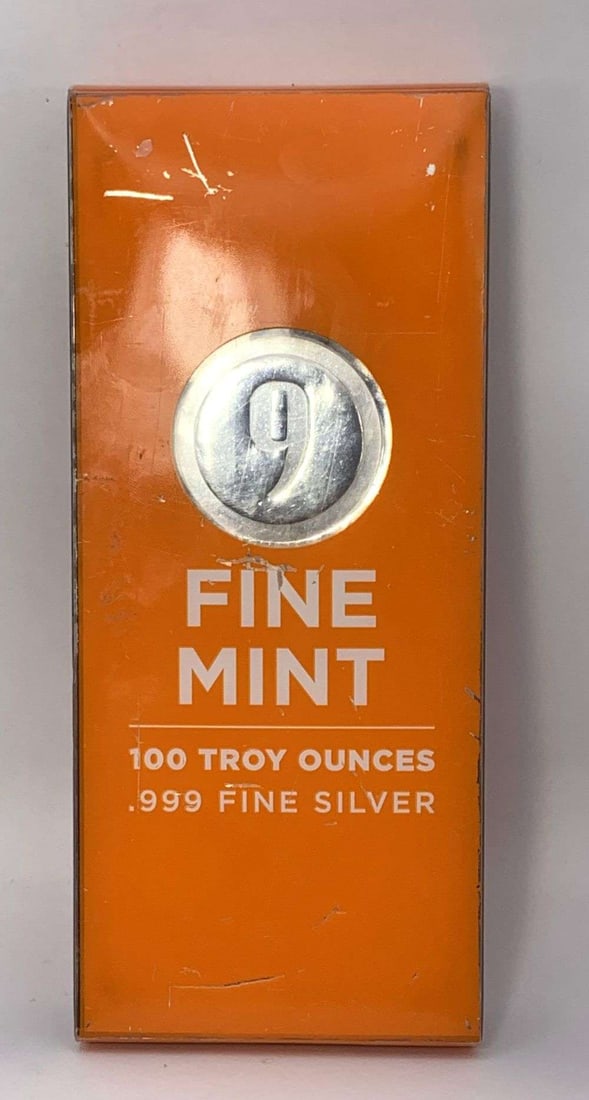 9
FINE
MINT
100 TROY OUNCES
.999 FINE SILVER